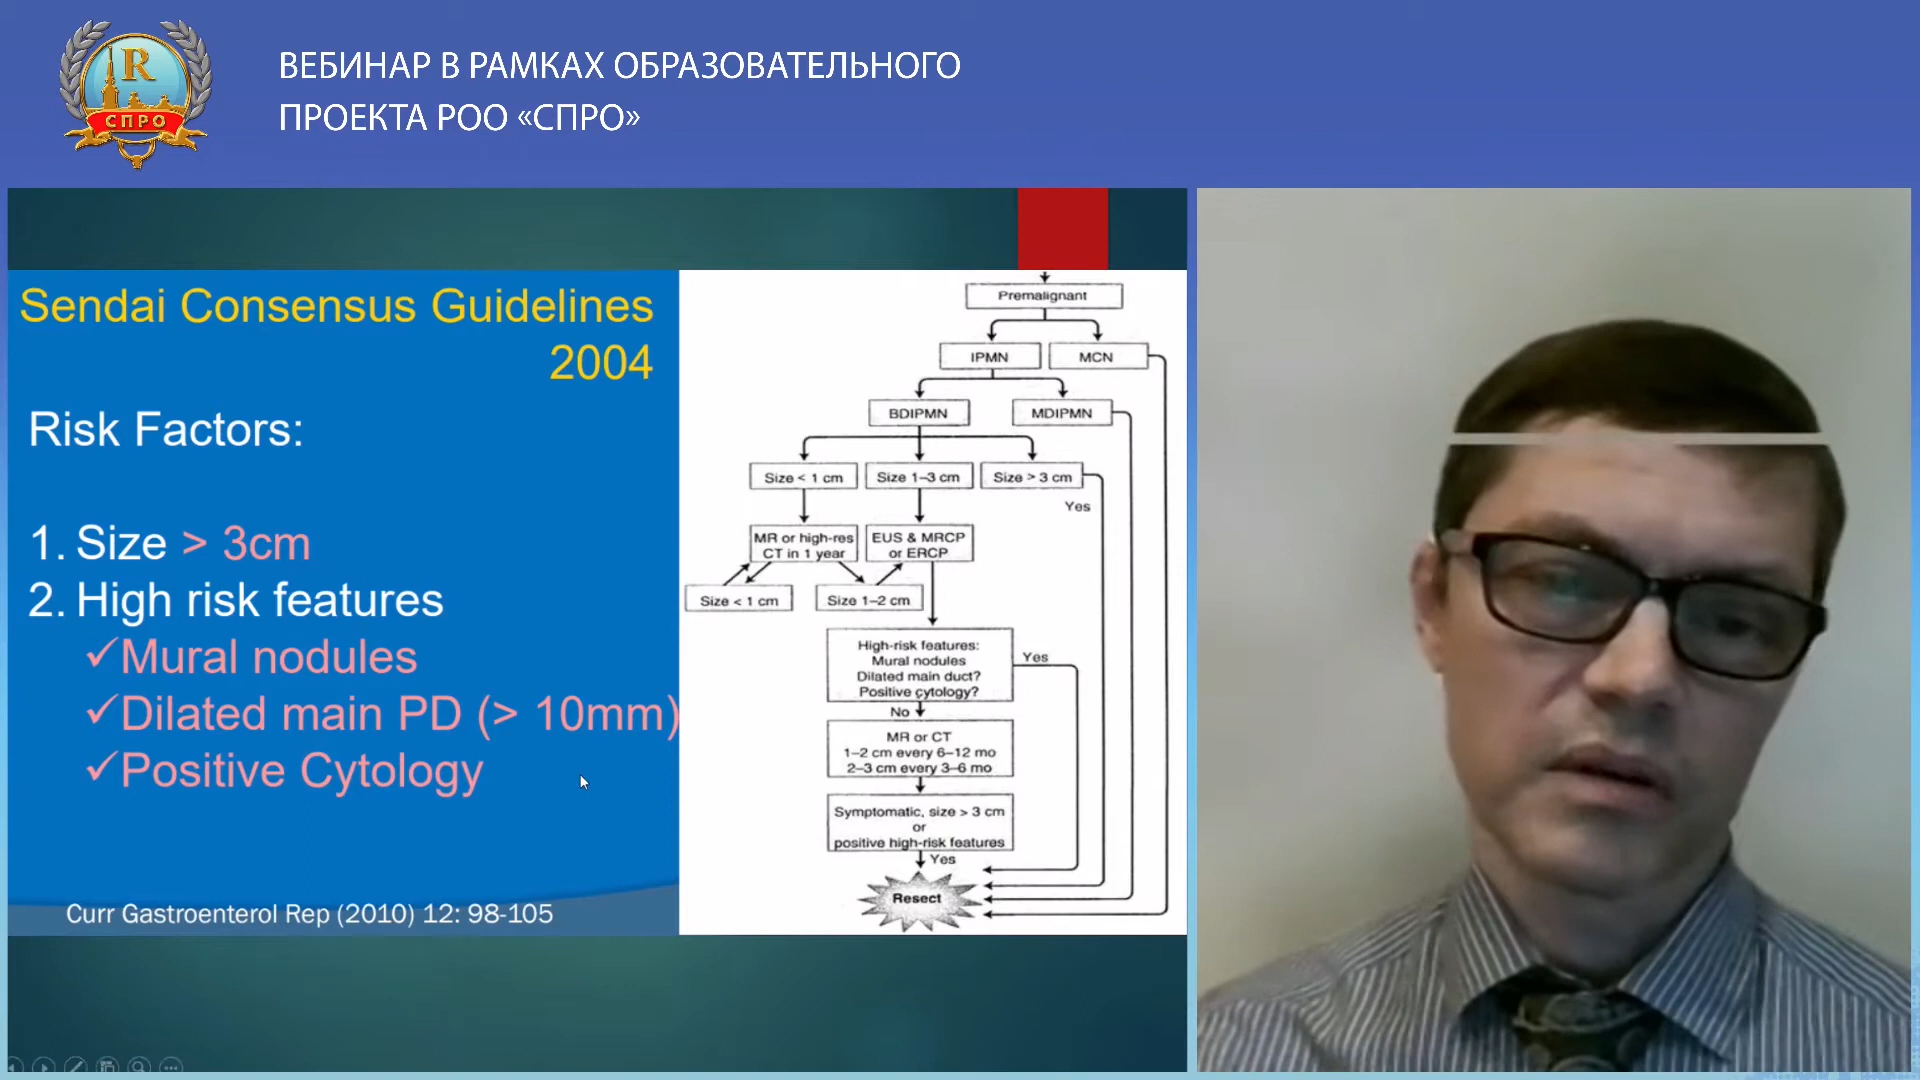 R
СПРО
ВЕБИНАР В РАМКАХ ОБРАЗОВАТЕЛЬНОГО
ПРОЕКТА РОО «СПРО»
Sendai Consensus Guidelines
2004
Risk Factors:
1. Size > 3cm
2. High risk features
✓Mural nodules
✓Dilated main PD (> 10mm)
✓Positive Cytology
Curr Gastroenterol Rep (2010) 12: 98-105
Premalignant
IPMN
MCN
BDIPMN
MDIPMN
Size < 1 cm
Size 1–3 cm
Size > 3 cm
Yes
MR or high-res
CT in 1 year
EUS & MRCP
or ERCP
Size < 1 cm
Size 1–2 cm
High-risk features:
Mural nodules
Dilated main duct?
Positive cytology?
Yes
No
MR or CT
1–2 cm every 6–12 mo
2–3 cm every 3–6 mo
Symptomatic, size > 3 cm
or
positive high-risk features
Yes
Resect